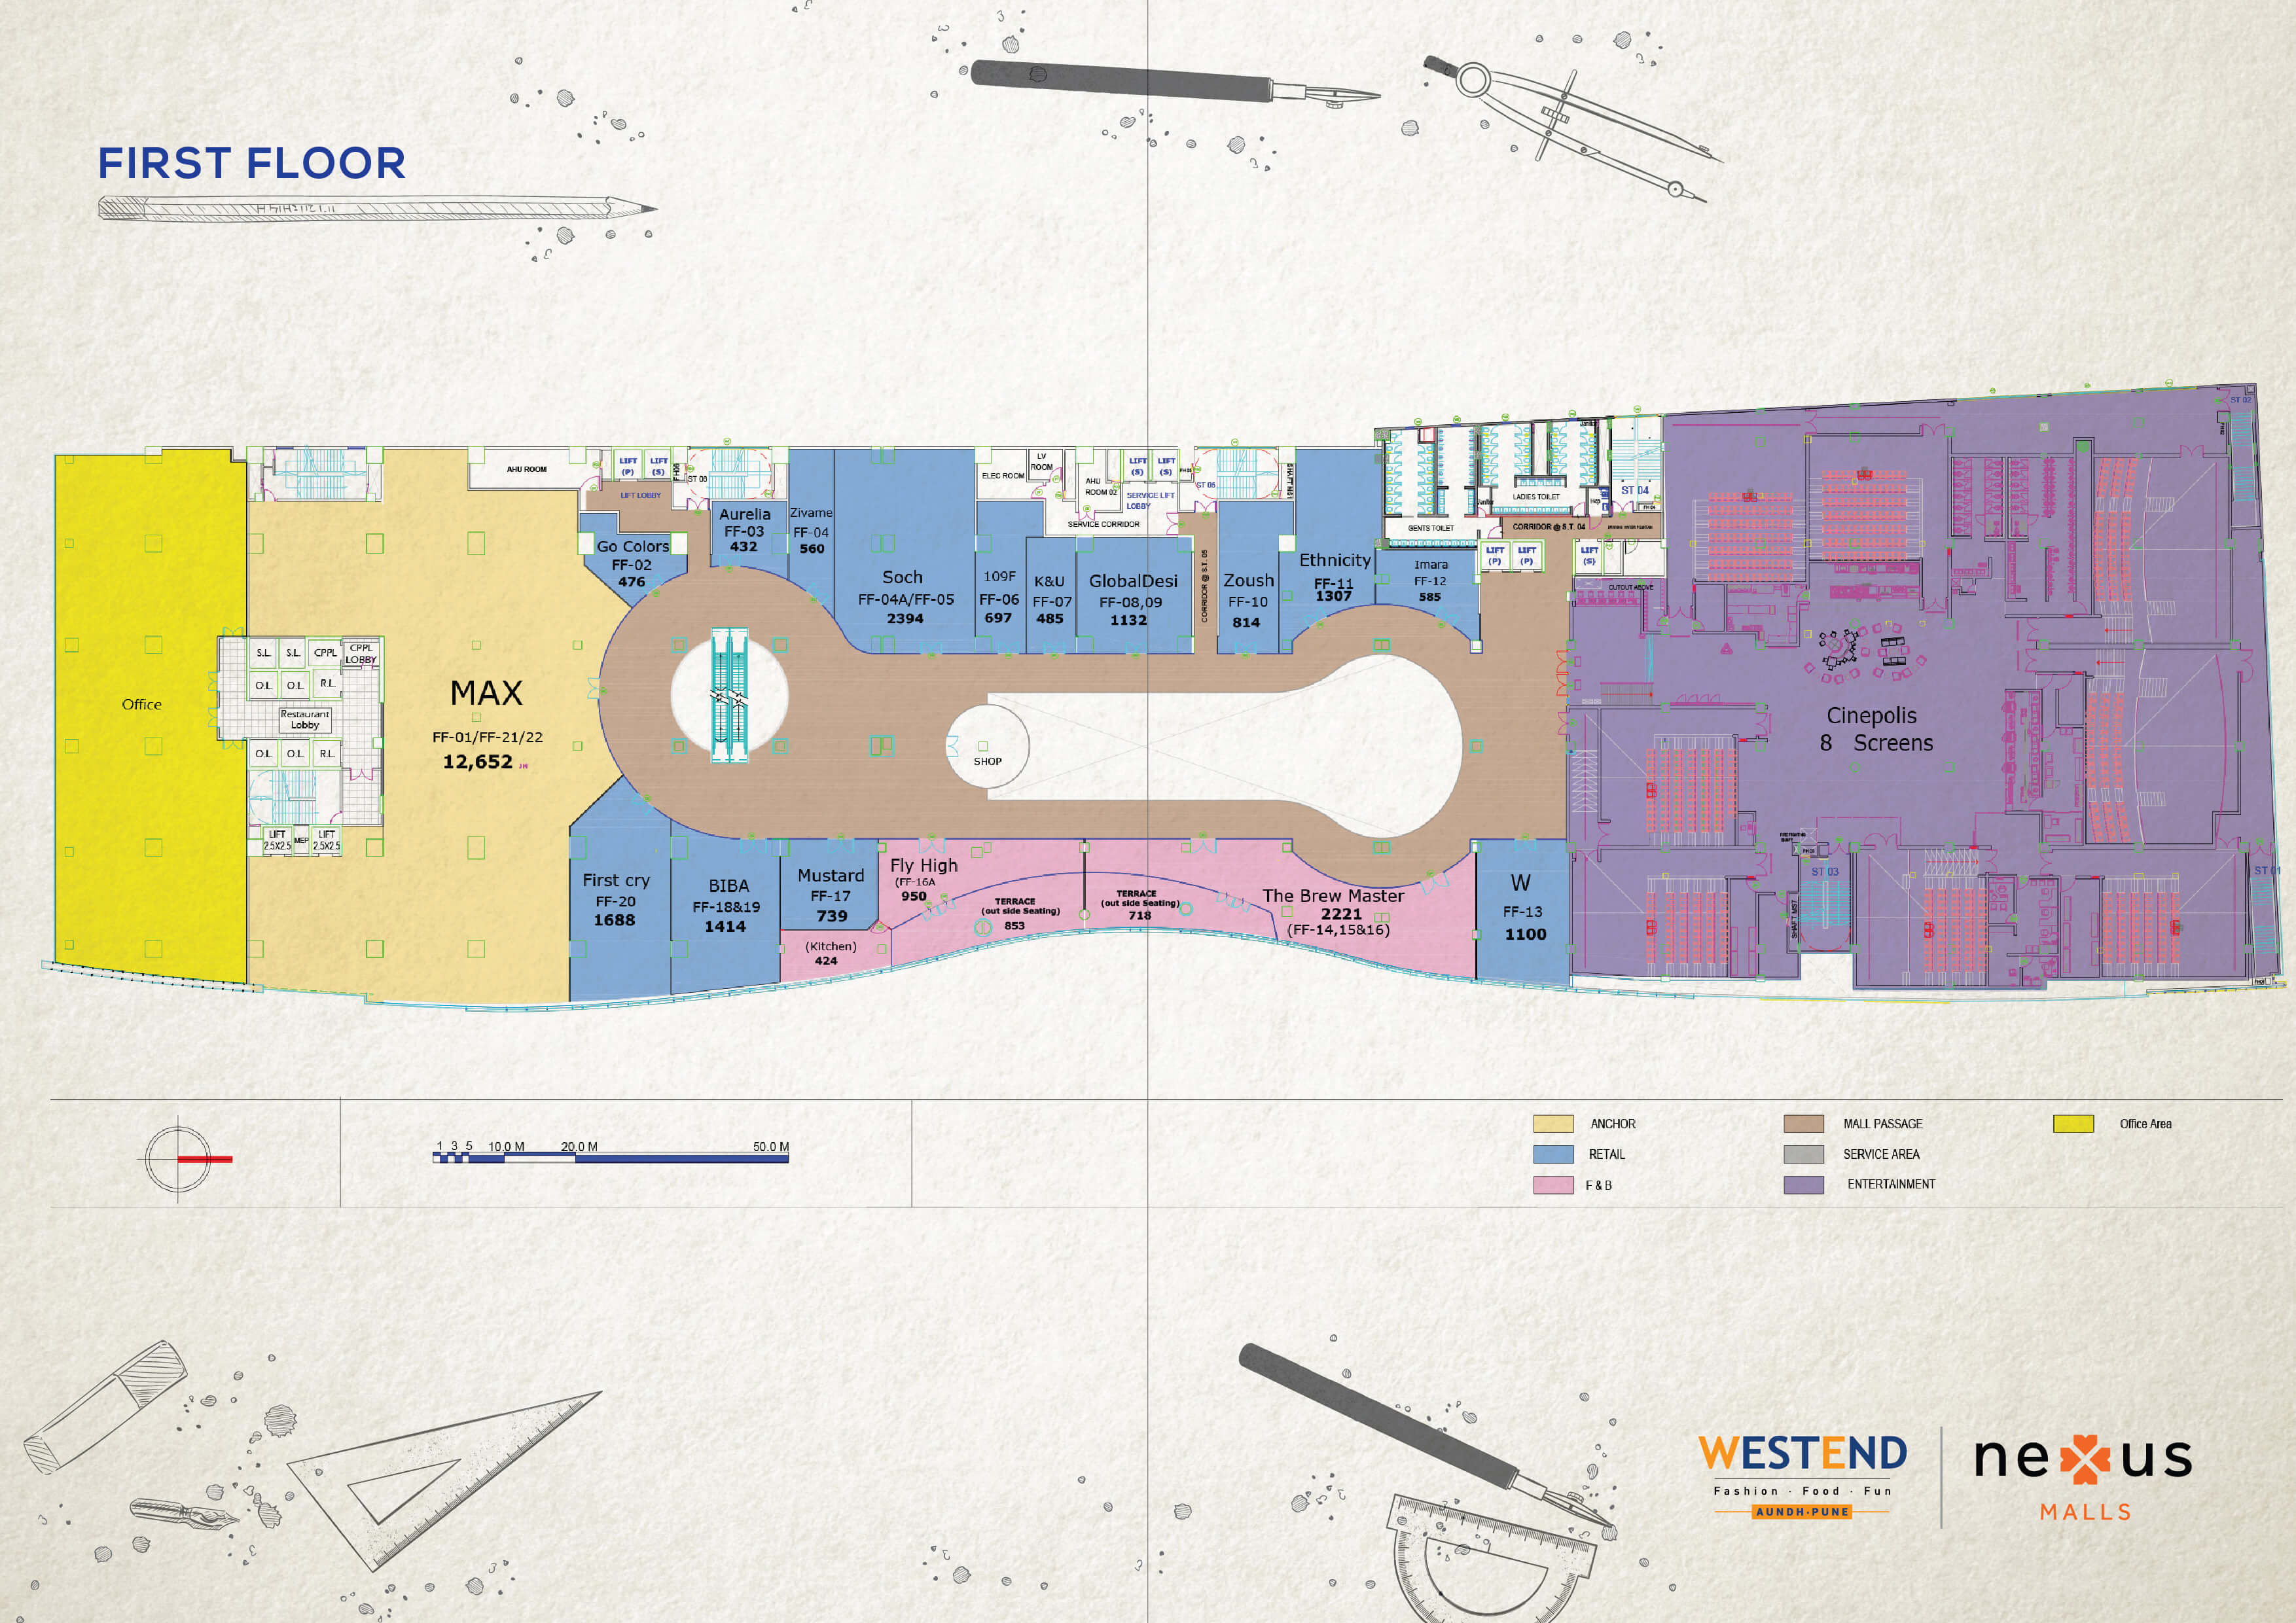 FIRST FLOOR
Office
S.L.
S.L.
CPPL
CPPL
LOBBY
O.L.
O.L.
R.L.
Restaurant
Lobby
O.L.
O.L.
R.L.
LIFT
2.5X2.5
MEP
LIFT
2.5X2.5
MAX
FF-01/FF-21/22
12,652
AHU ROOM
LIFT
(P)
LIFT
(S)
LIFT LOBBY
ST 06
Go Colors
FF-02
476
Aurelia
FF-03
432
Zivame
FF-04
560
Soch
FF-04A/FF-05
2394
ELEC ROOM
LV
ROOM
AHU
ROOM 02
LIFT
(S)
LIFT
(S)
SERVICE LIFT
LOBBY
SERVICE CORRIDOR
ST 05
109F
FF-06
697
K&U
FF-07
485
GlobalDesi
FF-08,09
1132
CORRIDOR @ S.T. 05
Zoush
FF-10
814
Ethnicity
FF-11
1307
Imara
FF-12
585
GENTS TOILET
LADIES TOILET
CORRIDOR @ S.T. 04
ST 04
LIFT
(P)
LIFT
(P)
LIFT
(S)
CUTOUT ABOVE
ST 02
SHOP
Cinepolis
8 Screens
ST 03
ST 01
First cry
FF-20
1688
BIBA
FF-18&19
1414
Mustard
FF-17
739
(Kitchen)
424
Fly High
(FF-16A
950
TERRACE
(out side Seating)
853
TERRACE
(out side Seating)
718
The Brew Master
2221
(FF-14,15&16)
W
FF-13
1100
1 3 5 10.0 M 20.0 M 50.0 M
ANCHOR
RETAIL
F & B
MALL PASSAGE
SERVICE AREA
ENTERTAINMENT
Office Area
WESTEND
Fashion · Food · Fun
AUNDH·PUNE
nexus
MALLS